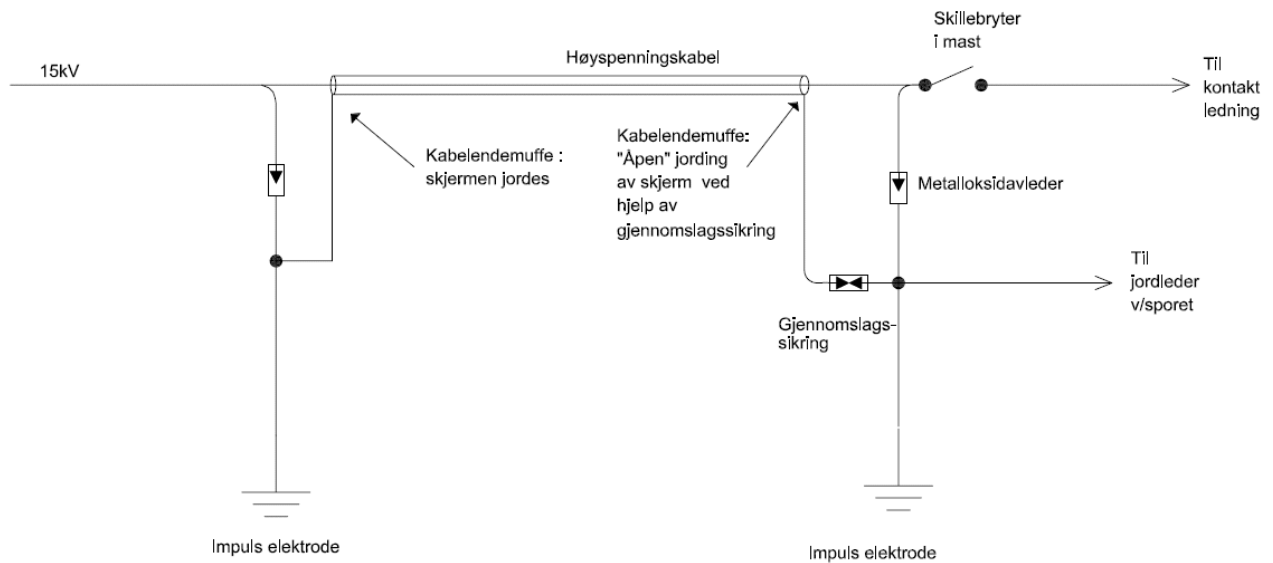 Skillebryter
i mast
15kV
Høyspenningskabel
Til
kontakt
ledning
Kabelendemuffe :
skjermen jordes
Kabelendemuffe:
"Åpen" jording
av skjerm ved
hjelp av
gjennomslagssikring
Metalloksidavleder
Til
jordleder
v/sporet
Gjennomslags-
sikring
Impuls elektrode
Impuls elektrode